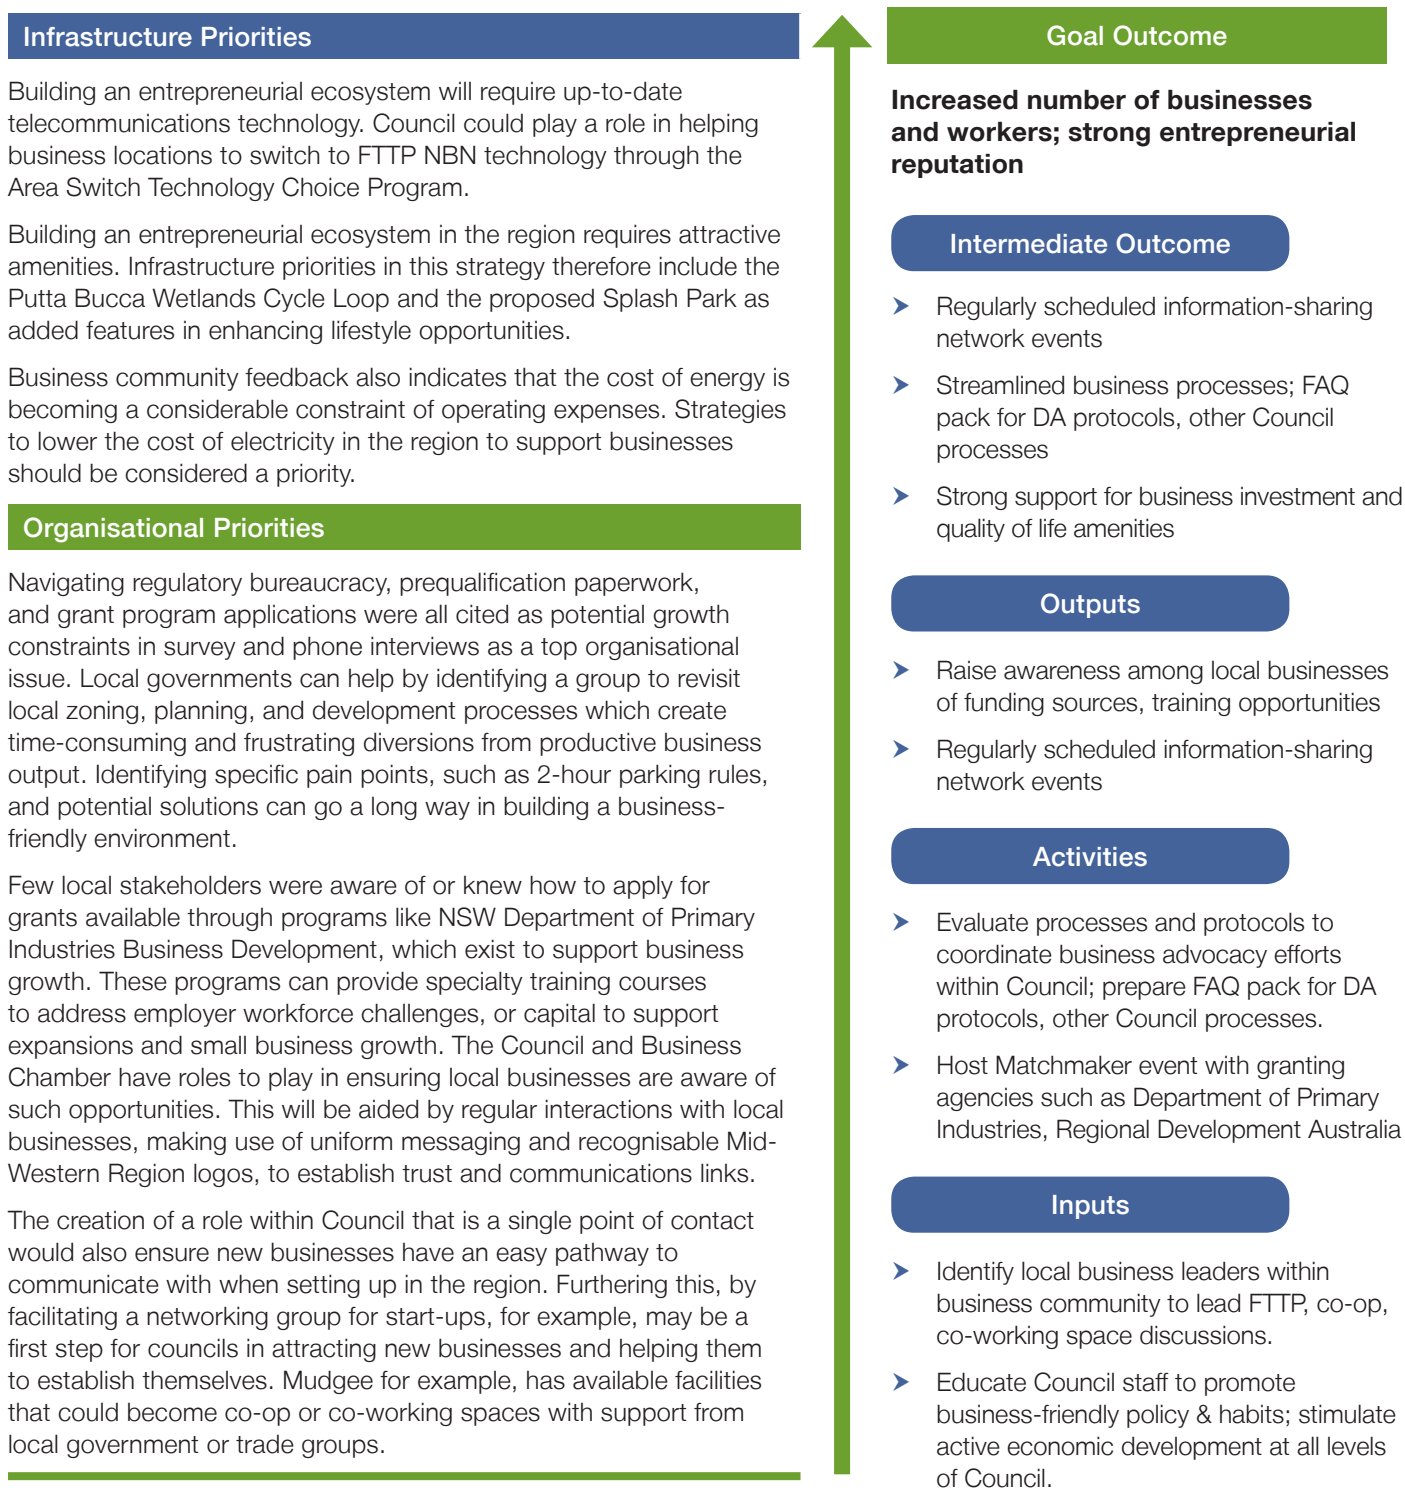 Infrastructure Priorities
Building an entrepreneurial ecosystem will require up-to-date
telecommunications technology. Council could play a role in helping
business locations to switch to FTTP NBN technology through the
Area Switch Technology Choice Program.
Building an entrepreneurial ecosystem in the region requires attractive
amenities. Infrastructure priorities in this strategy therefore include the
Putta Bucca Wetlands Cycle Loop and the proposed Splash Park as
added features in enhancing lifestyle opportunities.
Business community feedback also indicates that the cost of energy is
becoming a considerable constraint of operating expenses. Strategies
to lower the cost of electricity in the region to support businesses
should be considered a priority.
Organisational Priorities
Navigating regulatory bureaucracy, prequalification paperwork,
and grant program applications were all cited as potential growth
constraints in survey and phone interviews as a top organisational
issue. Local governments can help by identifying a group to revisit
local zoning, planning, and development processes which create
time-consuming and frustrating diversions from productive business
output. Identifying specific pain points, such as 2-hour parking rules,
and potential solutions can go a long way in building a business-
friendly environment.
Few local stakeholders were aware of or knew how to apply for
grants available through programs like NSW Department of Primary
Industries Business Development, which exist to support business
growth. These programs can provide specialty training courses
to address employer workforce challenges, or capital to support
expansions and small business growth. The Council and Business
Chamber have roles to play in ensuring local businesses are aware of
such opportunities. This will be aided by regular interactions with local
businesses, making use of uniform messaging and recognisable Mid-
Western Region logos, to establish trust and communications links.
The creation of a role within Council that is a single point of contact
would also ensure new businesses have an easy pathway to
communicate with when setting up in the region. Furthering this, by
facilitating a networking group for start-ups, for example, may be a
first step for councils in attracting new businesses and helping them
to establish themselves. Mudgee for example, has available facilities
that could become co-op or co-working spaces with support from
local government or trade groups.
Goal Outcome
Increased number of businesses
and workers; strong entrepreneurial
reputation
Intermediate Outcome
Regularly scheduled information-sharing
network events
Streamlined business processes; FAQ
pack for DA protocols, other Council
processes
Strong support for business investment and
quality of life amenities
Outputs
Raise awareness among local businesses
of funding sources, training opportunities
Regularly scheduled information-sharing
network events
Activities
Evaluate processes and protocols to
coordinate business advocacy efforts
within Council; prepare FAQ pack for DA
protocols, other Council processes.
Host Matchmaker event with granting
agencies such as Department of Primary
Industries, Regional Development Australia
Inputs
Identify local business leaders within
business community to lead FTTP, co-op,
co-working space discussions.
Educate Council staff to promote
business-friendly policy & habits; stimulate
active economic development at all levels
of Council.